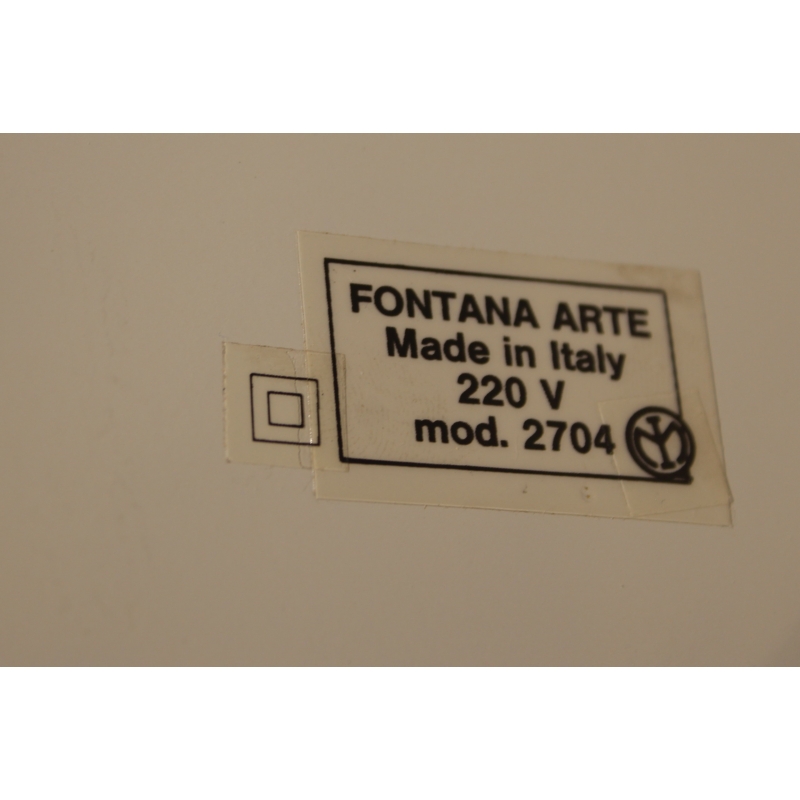 FONTANA ARTE
Made in Italy
220 V
mod. 2704